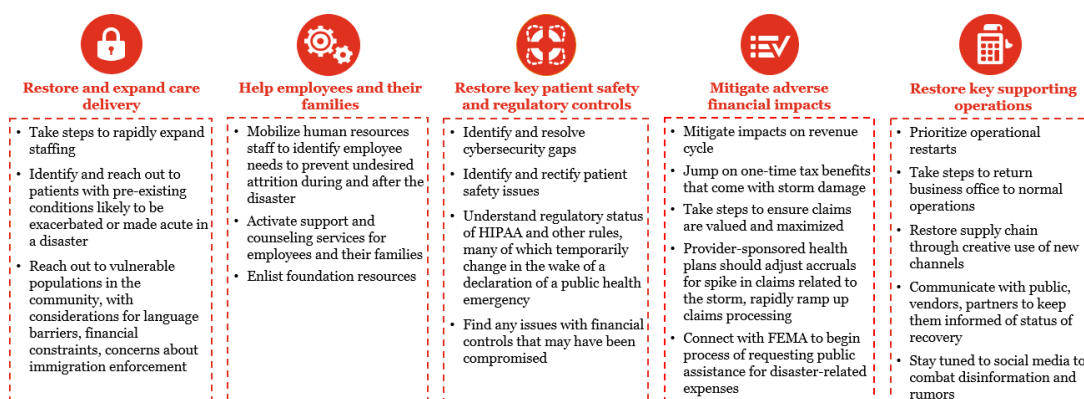 Restore and expand care
delivery
• Take steps to rapidly expand
staffing
• Identify and reach out to
patients with pre-existing
conditions likely to be
exacerbated or made acute in
a disaster
• Reach out to vulnerable
populations in the
community, with
considerations for language
barriers, financial
constraints, concerns about
immigration enforcement
Help employees and their
families
• Mobilize human resources
staff to identify employee
needs to prevent undesired
attrition during and after the
disaster
• Activate support and
counseling services for
employees and their families
• Enlist foundation resources
Restore key patient safety
and regulatory controls
• Identify and resolve
cybersecurity gaps
• Identify and rectify patient
safety issues
• Understand regulatory status
of HIPAA and other rules,
many of which temporarily
change in the wake of a
declaration of a public health
emergency
• Find any issues with financial
controls that may have been
compromised
Mitigate adverse
financial impacts
• Mitigate impacts on revenue
cycle
• Jump on one-time tax benefits
that come with storm damage
• Take steps to ensure claims
are valued and maximized
• Provider-sponsored health
plans should adjust accruals
for spike in claims related to
the storm, rapidly ramp up
claims processing
• Connect with FEMA to begin
process of requesting public
assistance for disaster-related
expenses
Restore key supporting
operations
• Prioritize operational
restarts
• Take steps to return
business office to normal
operations
• Restore supply chain
through creative use of new
channels
• Communicate with public,
vendors, partners to keep
them informed of status of
recovery
• Stay tuned to social media to
combat disinformation and
rumors